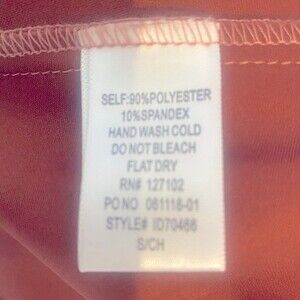 SELF:90%POLYESTER
10%SPANDEX
HAND WASH COLD
DO NOT BLEACH
FLAT DRY
RN# 127102
PO NO 061118-01
STYLE# ID70466
S/CH